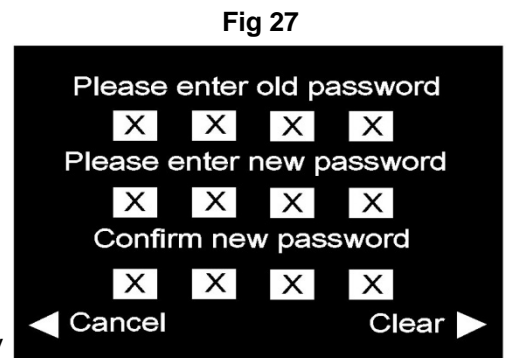 Fig 27
Please enter old password
X X X X
Please enter new password
X X X X
Confirm new password
X X X X
Cancel Clear